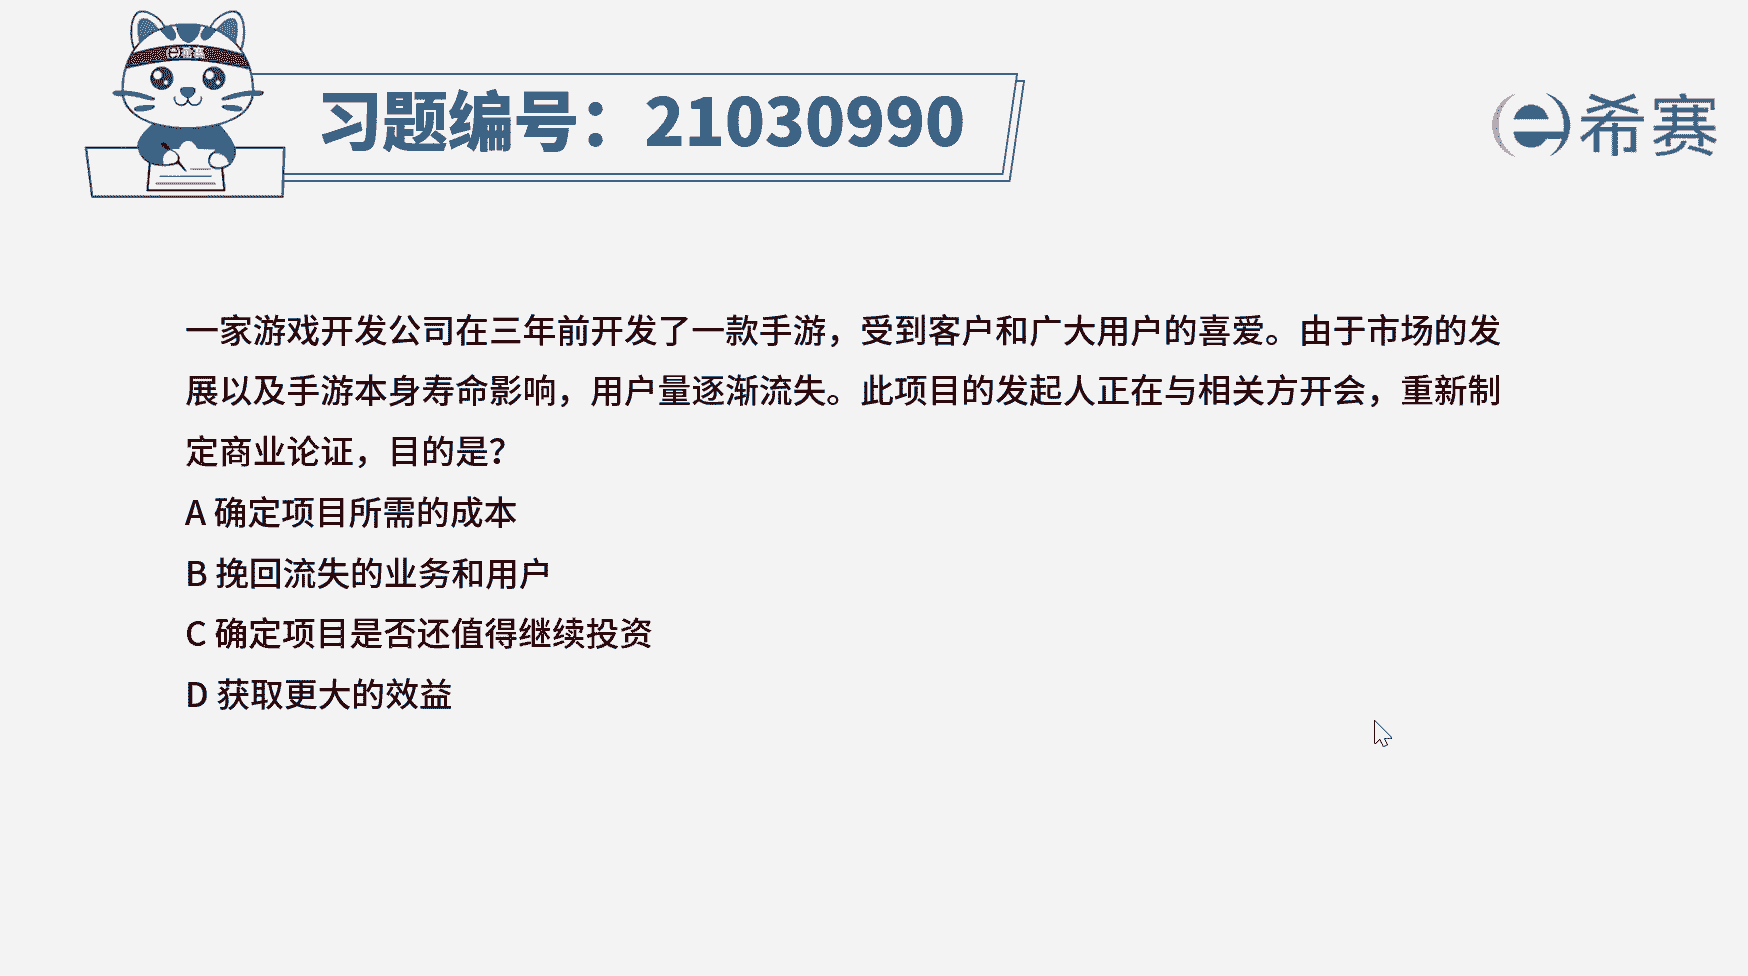 e希赛
习题编号：21030990
e希赛
一家游戏开发公司在三年前开发了一款手游，受到客户和广大用户的喜爱。由于市场的发
展以及手游本身寿命影响，用户量逐渐流失。此项目的发起人正在与相关方开会，重新制
定商业论证，目的是？
A 确定项目所需的成本
B 挽回流失的业务和用户
C 确定项目是否还值得继续投资
D 获取更大的效益